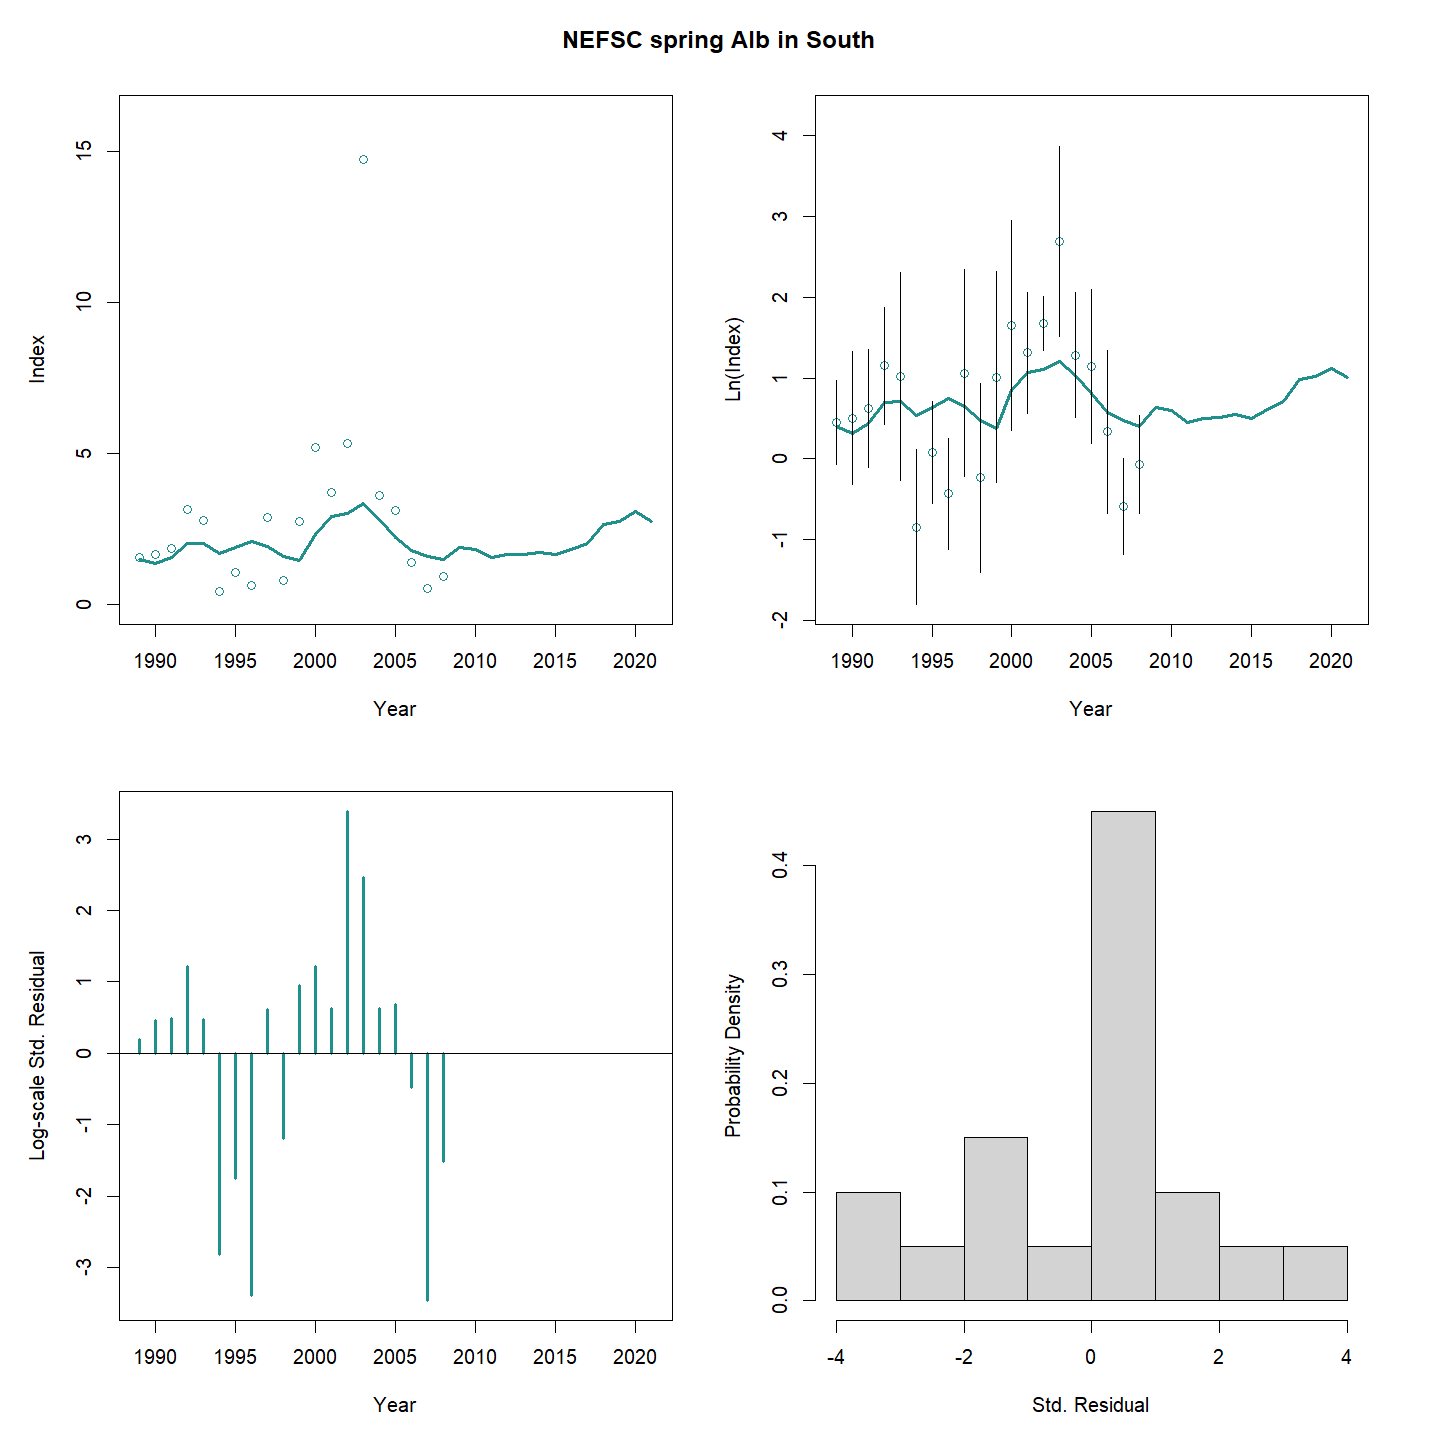 NEFSC spring Alb in South
15
10
5
0
Index
1990 1995 2000 2005 2010 2015 2020
Year
4
3
2
1
0
-1
-2
Ln(Index)
1990 1995 2000 2005 2010 2015 2020
Year
3
2
1
0
-1
-2
-3
Log-scale Std. Residual
1990 1995 2000 2005 2010 2015 2020
Year
0.4
0.3
0.2
0.1
0.0
Probability Density
-4 -2 0 2 4
Std. Residual